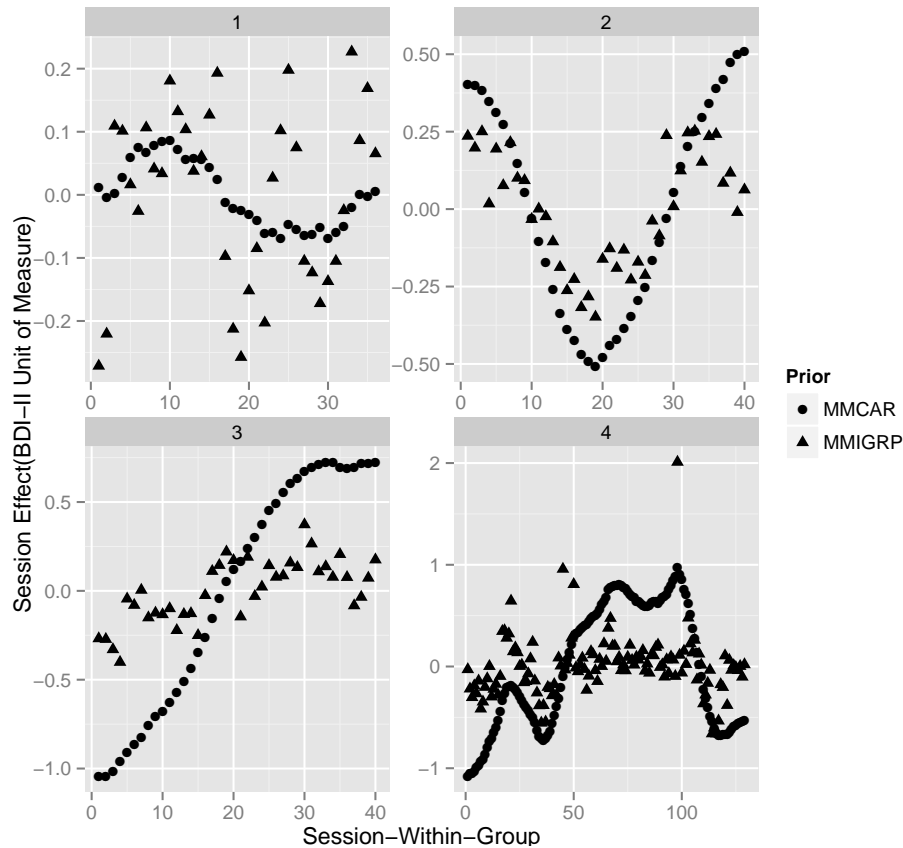 1
2
0.2
0.1
0.0
−0.1
−0.2
0.50
0.25
0.00
−0.25
−0.50
0 10 20 30
0 10 20 30 40
3
4
0.5
0.0
−0.5
−1.0
2
1
0
−1
0 10 20 30 40
0 50 100
Session−Within−Group
Session Effect(BDI−II Unit of Measure)
Prior
MMCAR
MMIGRP